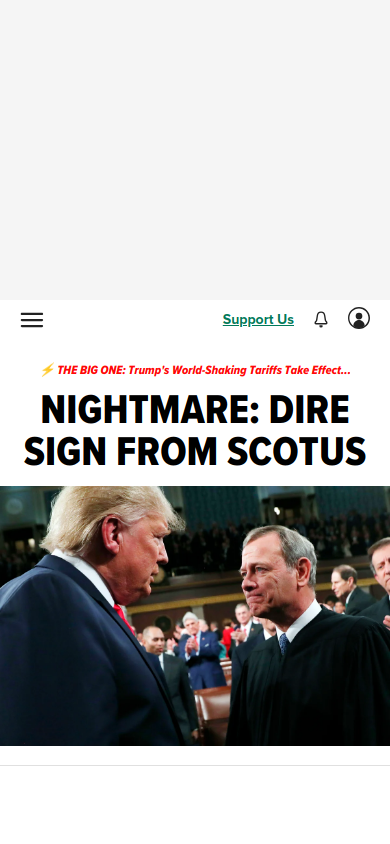 Support Us
⚡ THE BIG ONE: Trump's World-Shaking Tariffs Take Effect...
NIGHTMARE: DIRE
SIGN FROM SCOTUS